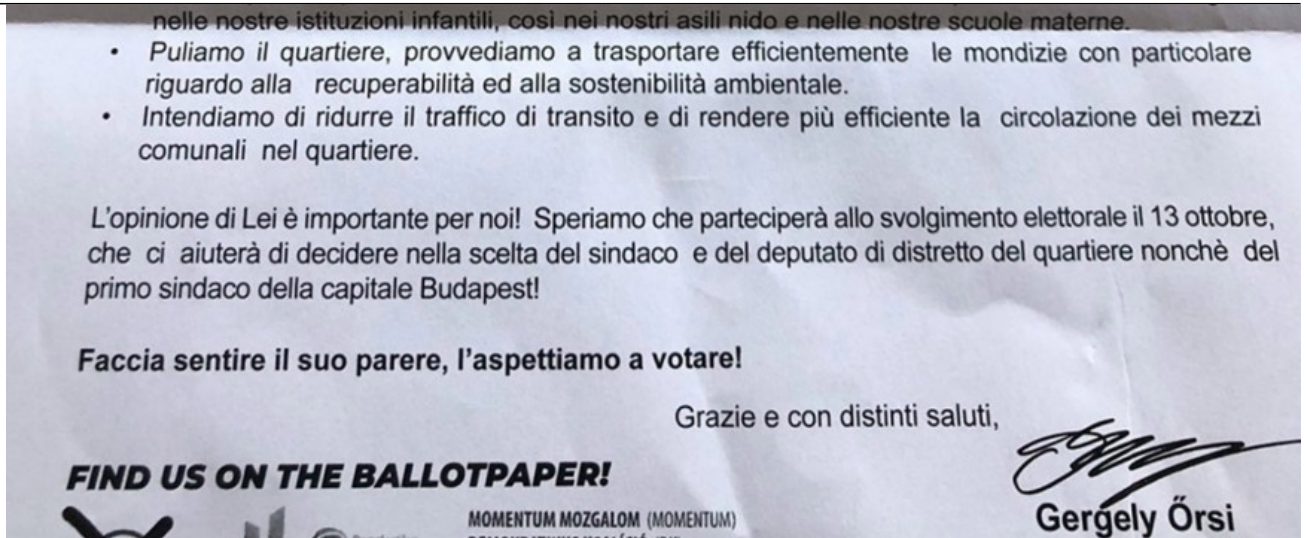 nelle nostre istituzioni infantili, così nei nostri asili nido e nelle nostre scuole materne.
• Puliamo il quartiere, provvediamo a trasportare efficientemente le mondizie con particolare
riguardo alla recuperabilità ed alla sostenibilità ambientale.
• Intendiamo di ridurre il traffico di transito e di rendere più efficiente la circolazione dei mezzi
comunali nel quartiere.
L'opinione di Lei è importante per noi! Speriamo che parteciperà allo svolgimento elettorale il 13 ottobre,
che ci aiuterà di decidere nella scelta del sindaco e del deputato di distretto del quartiere nonchè del
primo sindaco della capitale Budapest!
Faccia sentire il suo parere, l'aspettiamo a votare!
Grazie e con distinti saluti,
FIND US ON THE BALLOTPAPER!
MOMENTUM MOZGALOM (MOMENTUM)
Gergely Őrsi